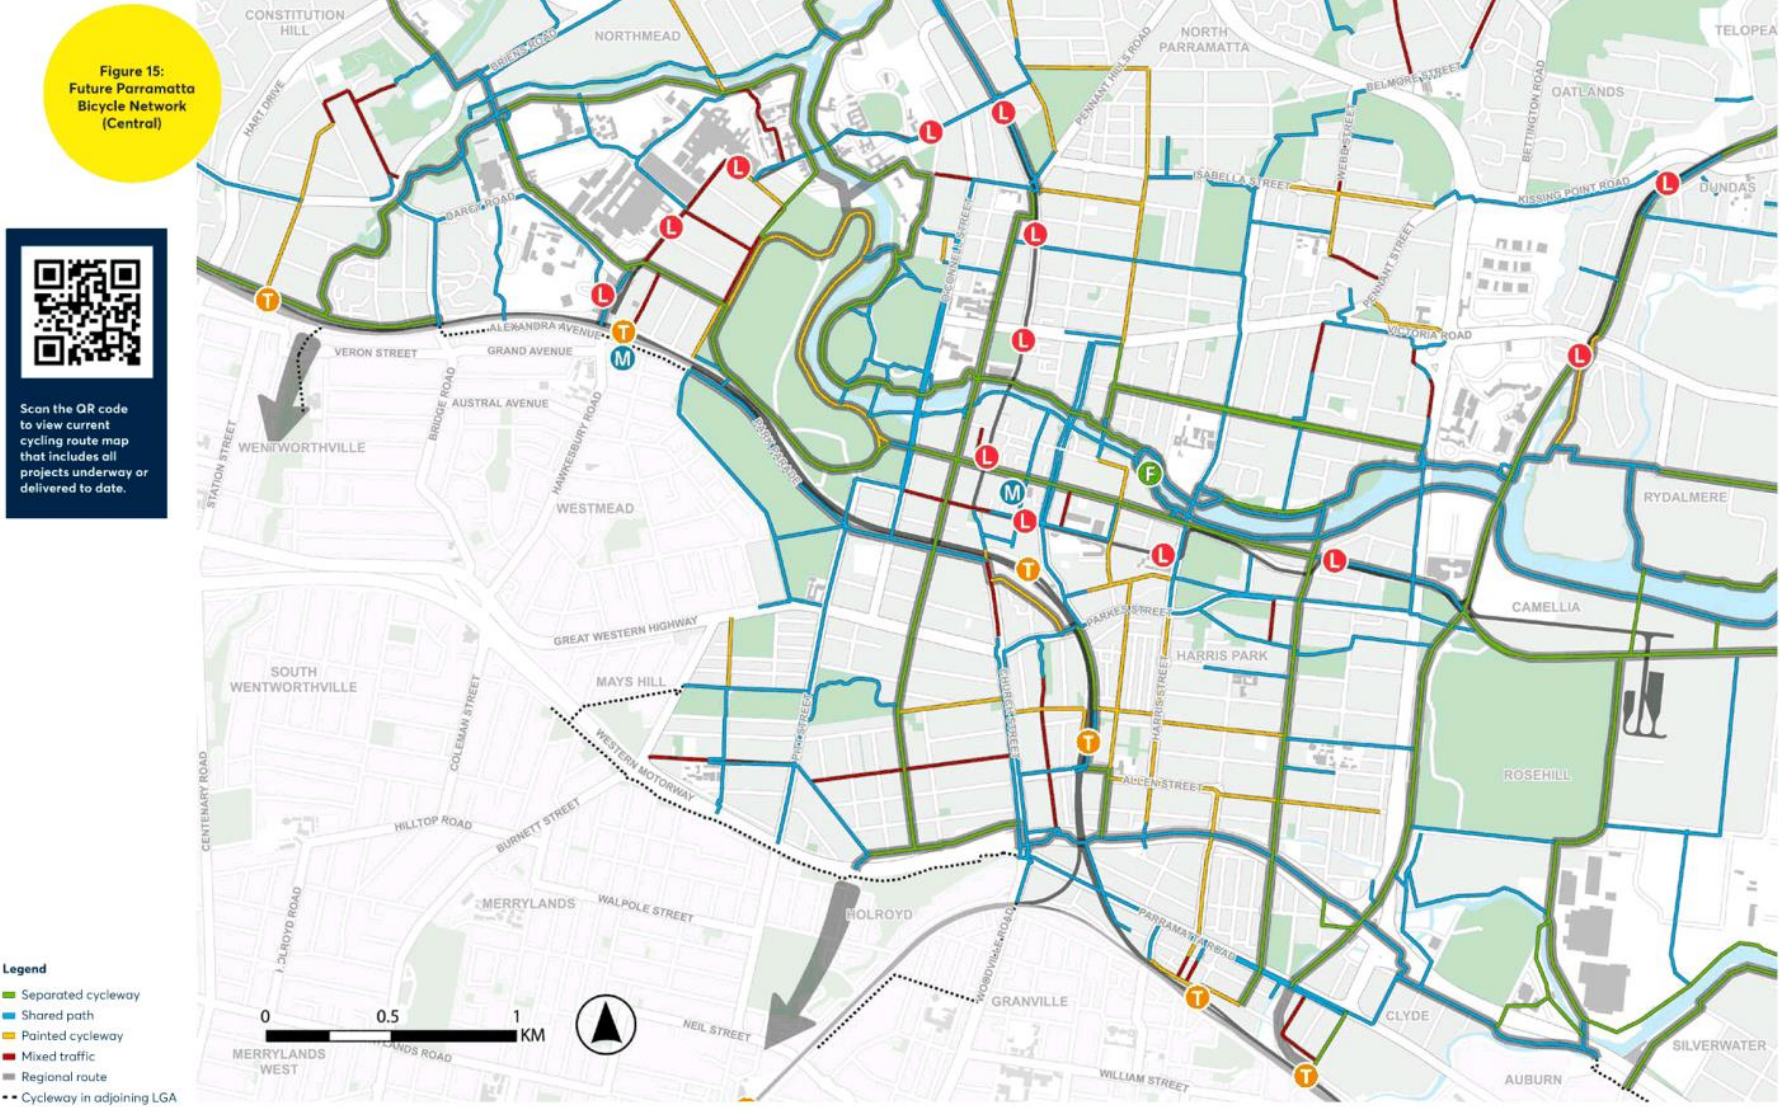 Figure 15:
Future Parramatta
Bicycle Network
(Central)
Scan the QR code
to view current
cycling route map
that includes all
projects underway or
delivered to date.
Legend
Separated cycleway
Shared path
Painted cycleway
Mixed traffic
Regional route
Cycleway in adjoining LGA
0 0.5 1
KM
CONSTITUTION
HILL
NORTHMEAD
NORTH
PARRAMATTA
TELOPEA
BRIENS ROAD
HART DRIVE
PENNANT HILLS ROAD
BELMORE STREET
BETTINGTON ROAD
OATLANDS
WEBB STREET
ISABELLA STREET
KISSING POINT ROAD
DUNDAS
DARCY ROAD
O'CONNELL STREET
PENNANT STREET
VICTORIA ROAD
ALEXANDRA AVENUE
VERON STREET
GRAND AVENUE
BRIDGE ROAD
AUSTRAL AVENUE
HAWKESBURY ROAD
PARK PARADE
STATION STREET
WENTWORTHVILLE
WESTMEAD
RYDALMERE
CAMELLIA
PARKES STREET
GREAT WESTERN HIGHWAY
HARRIS PARK
HARRIS STREET
SOUTH
WENTWORTHVILLE
MAYS HILL
COLEMAN STREET
PITT STREET
CHURCH STREET
WESTERN MOTORWAY
CENTENARY ROAD
ALLEN STREET
ROSEHILL
HILLTOP ROAD
BURNETT STREET
MERRYLANDS
WALPOLE STREET
HOLROYD
HOLROYD ROAD
PARRAMATTA ROAD
WOODVILLE ROAD
GRANVILLE
NEIL STREET
CLYDE
SILVERWATER
MERRYLANDS
WEST
WILLIAM STREET
AUBURN
L
L
L
L
L
L
L
L
L
L
L
L
L
L
T
T
T
T
T
T
M
M
F